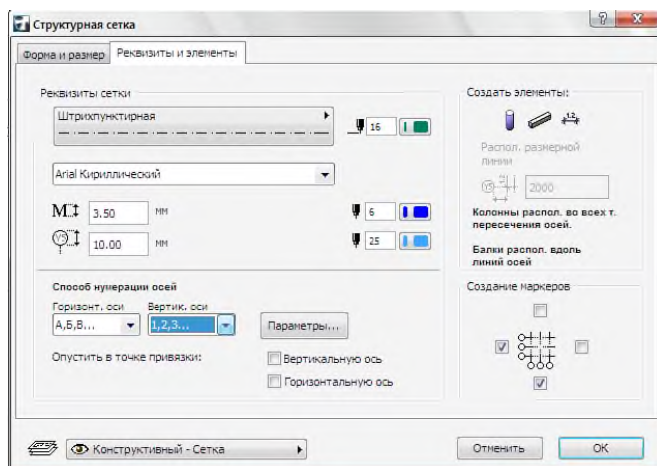 Структурная сетка
Форма и размер
Реквизиты и элементы
Реквизиты сетки
Штрихпунктирная
16
Arial Кириллический
M
3.50
мм
6
10.00
мм
25
Способ нумерации осей
Горизонт. оси
Вертик. оси
А,Б,В...
1,2,3...
Параметры...
Опустить в точке привязки:
Вертикальную ось
Горизонтальную ось
Конструктивный - Сетка
Создать элементы:
1,2
Распол. размерной
линии
2000
Колонны распол. во всех т.
пересечения осей.
Балки распол. вдоль
линий осей
Создание маркеров
Отменить
OK